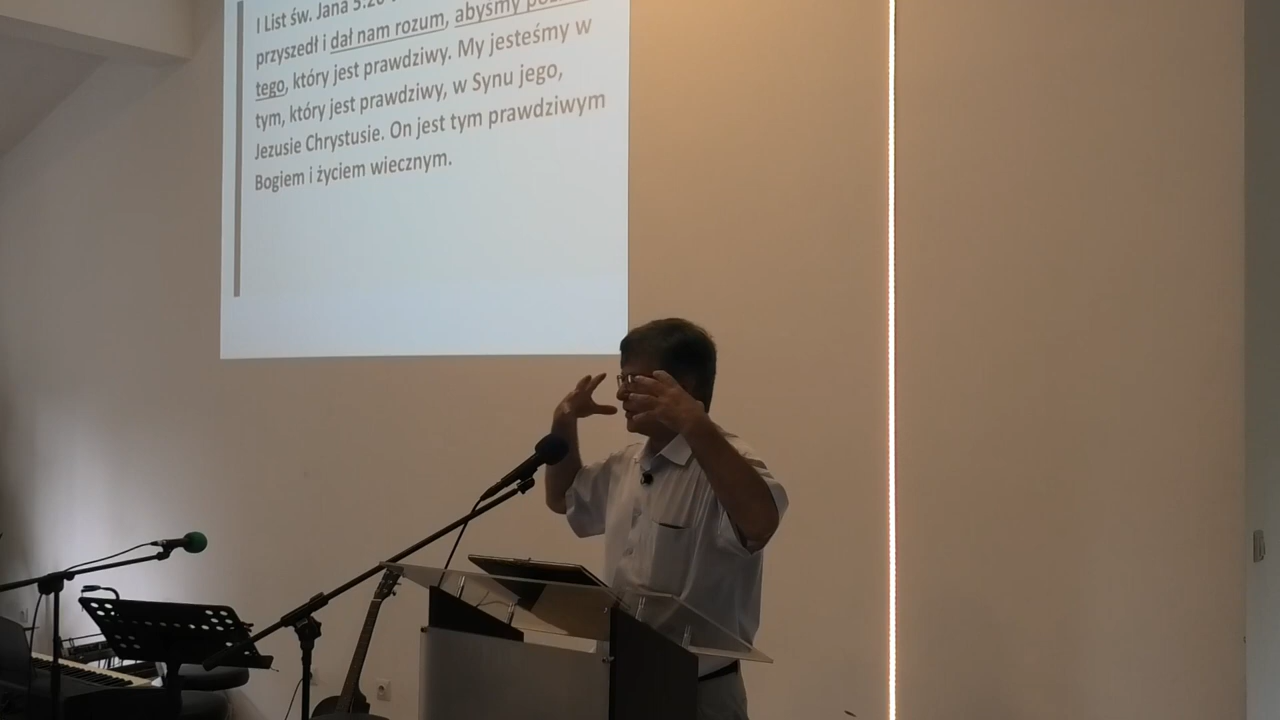 I List św. Jana 5:20
przyszedł i dał nam rozum, abyśmy
tego, który jest prawdziwy. My jesteśmy w
tym, który jest prawdziwy, w Synu jego,
Jezusie Chrystusie. On jest tym prawdziwym
Bogiem i życiem wiecznym.